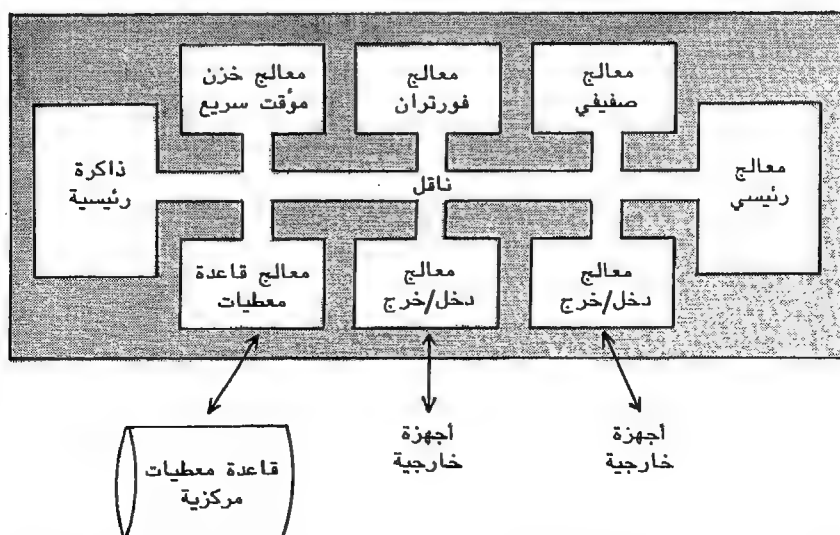 معالج
صفيفي
معالج
فورتران
معالج خزن
مؤقت سريع
معالج
رئيسي
ناقل
ذاكرة
رئيسية
معالج
دخل/خرج
معالج
دخل/خرج
معالج قاعدة
معطيات
أجهزة
خارجية
أجهزة
خارجية
قاعدة معطيات
مركزية